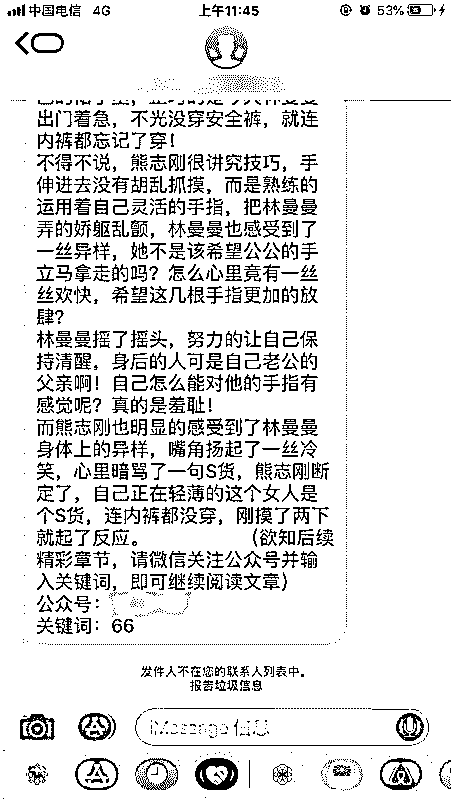 中国电信 4G 上午11:45 53%
出门着急，不光没穿安全裤，就连
内裤都忘记了穿！
不得不说，熊志刚很讲究技巧，手
伸进去没有胡乱抓摸，而是熟练的
运用着自己灵活的手指，把林曼曼
弄的娇躯乱颤，林曼曼也感受到了
一丝异样，她不是该希望公公的手
立马拿走的吗？怎么心里竟有一丝
丝欢快，希望这几根手指更加的放
肆？
林曼曼摇了摇头，努力的让自己保
持清醒，身后的人可是自己老公的
父亲啊！自己怎么能对他的手指有
感觉呢？真的是羞耻！
而熊志刚也明显的感受到了林曼曼
身体上的异样，嘴角扬起了一丝冷
笑，心里暗骂了一句S货，熊志刚断
定了，自己正在轻薄的这个女人是
个S货，连内裤都没穿，刚摸了两下
就起了反应。 （欲知后续
精彩章节，请微信关注公众号并输
入关键词，即可继续阅读文章）
公众号：
关键词：66
发件人不在您的联系人列表中。
报告垃圾信息
iMessage 信息